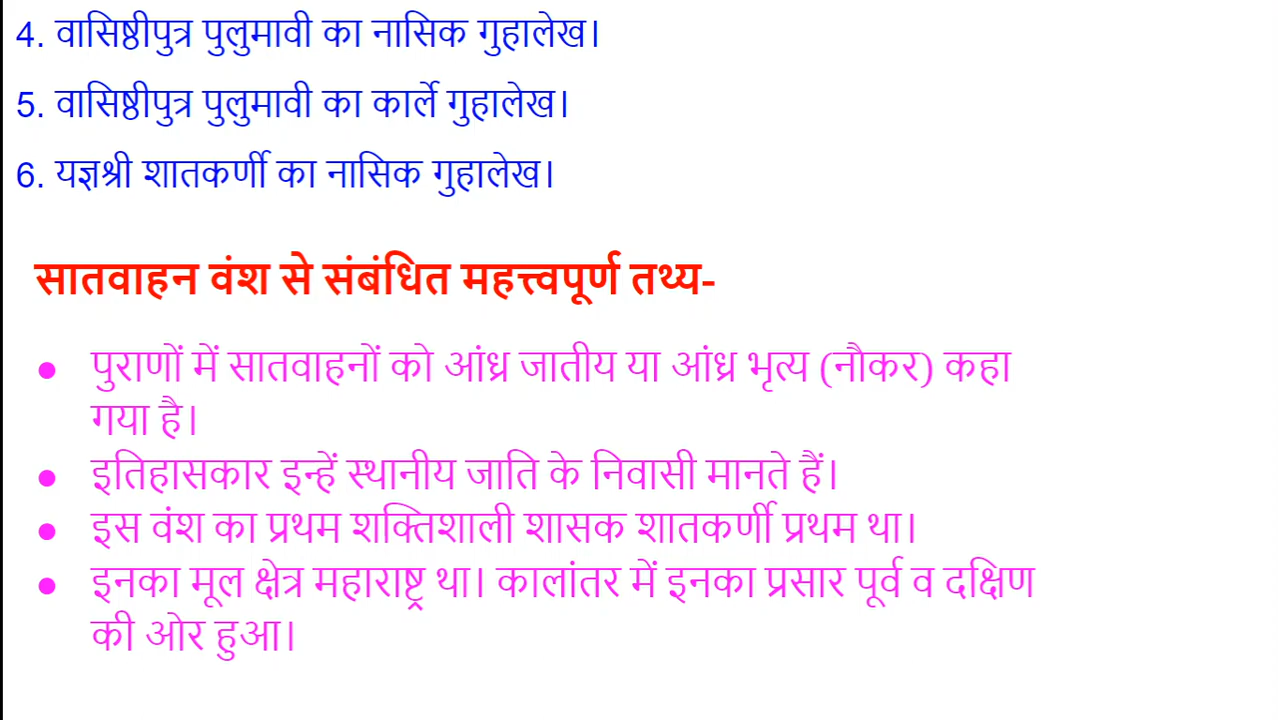 4. वासिष्ठीपुत्र पुलुमावी का नासिक गुहालेख।
5. वासिष्ठीपुत्र पुलुमावी का कार्ले गुहालेख।
6. यज्ञश्री शातकर्णी का नासिक गुहालेख।
सातवाहन वंश से संबंधित महत्त्वपूर्ण तथ्य-
● पुराणों में सातवाहनों को आंध्र जातीय या आंध्र भृत्य (नौकर) कहा
गया है।
● इतिहासकार इन्हें स्थानीय जाति के निवासी मानते हैं।
● इस वंश का प्रथम शक्तिशाली शासक शातकर्णी प्रथम था।
● इनका मूल क्षेत्र महाराष्ट्र था। कालांतर में इनका प्रसार पूर्व व दक्षिण
की ओर हुआ।